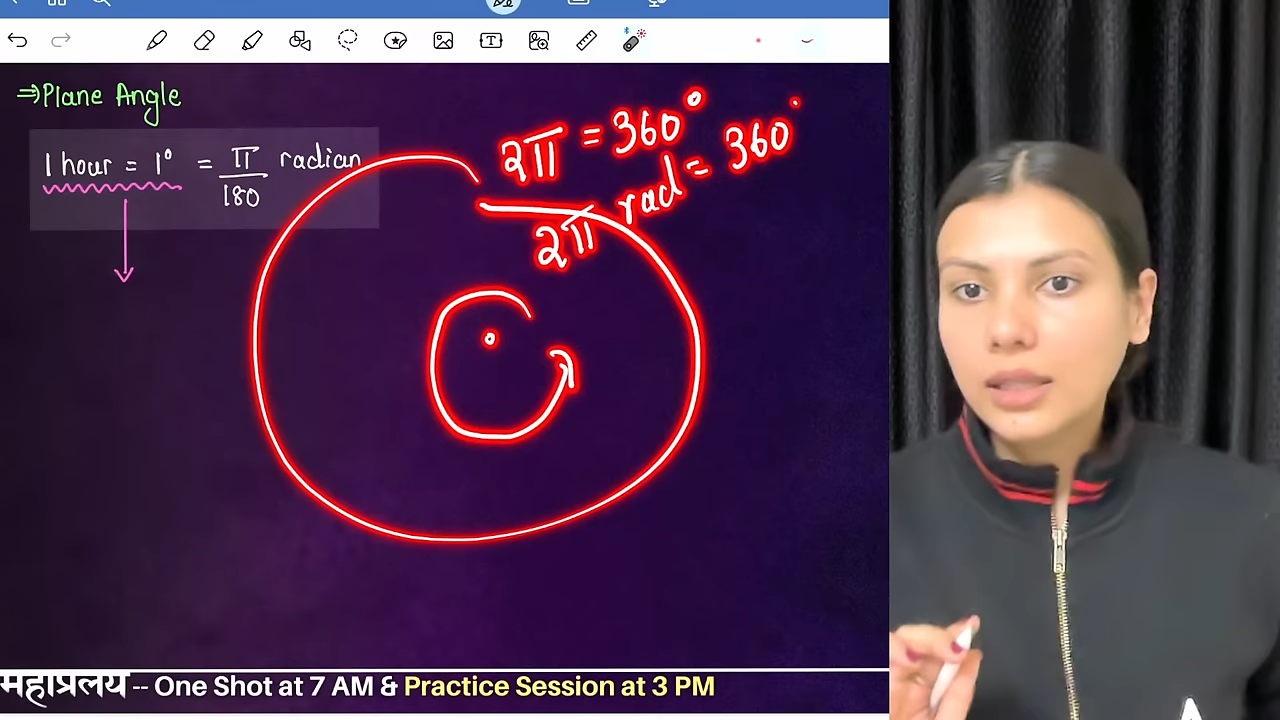 ⇒Plane Angle
1 hour = 1° = π/180 radian
2π = 360°
2π rad = 360°
महाप्रलय -- One Shot at 7 AM & Practice Session at 3 PM